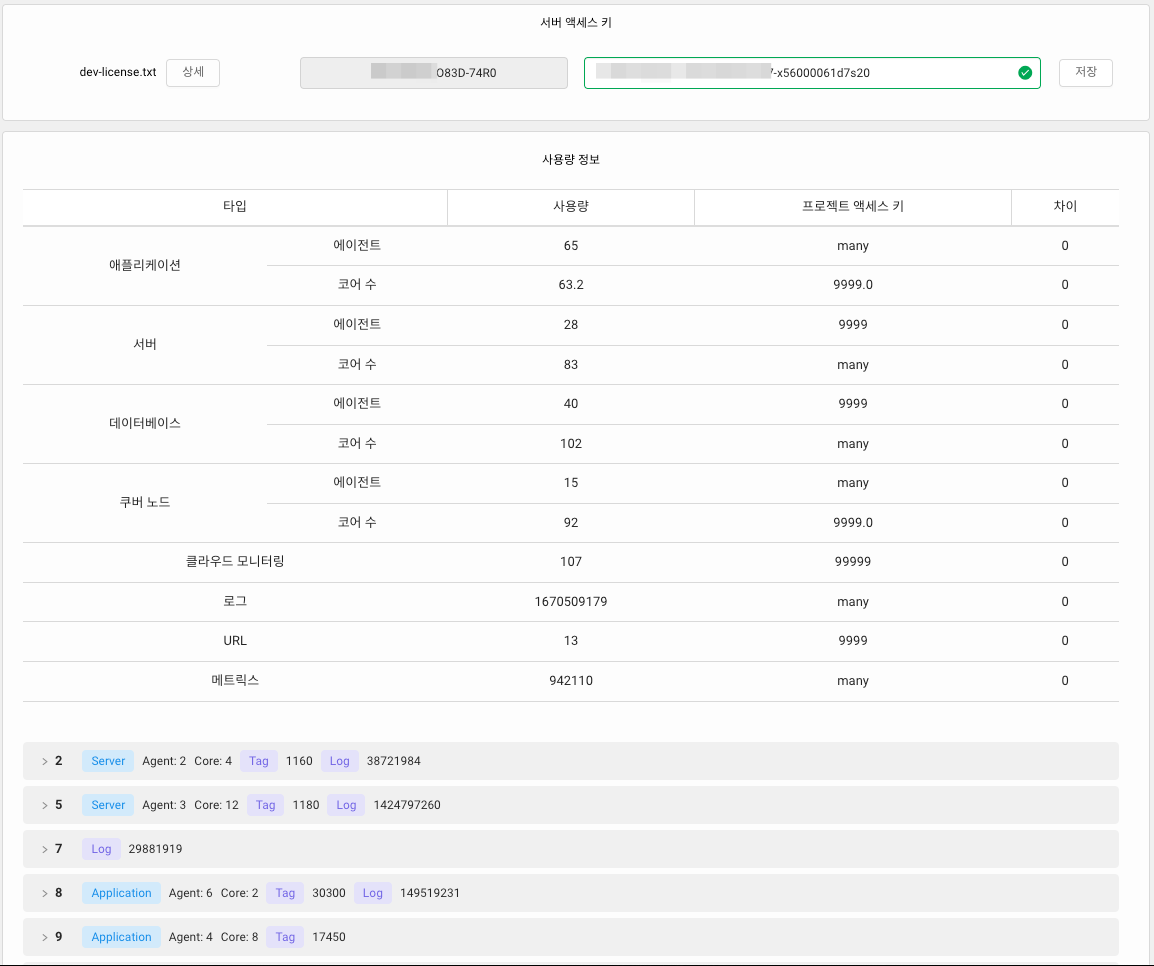 서버 액세스 키
dev-license.txt 상세 O83D-74R0 -x56000061d7s20 저장
사용량 정보
타입 사용량 프로젝트 액세스 키 차이
애플리케이션 에이전트 65 many 0
코어 수 63.2 9999.0 0
서버 에이전트 28 9999 0
코어 수 83 many 0
데이터베이스 에이전트 40 9999 0
코어 수 102 many 0
쿠버 노드 에이전트 15 many 0
코어 수 92 9999.0 0
클라우드 모니터링 107 99999 0
로그 1670509179 many 0
URL 13 9999 0
메트릭스 942110 many 0
> 2 Server Agent: 2 Core: 4 Tag 1160 Log 38721984
> 5 Server Agent: 3 Core: 12 Tag 1180 Log 1424797260
> 7 Log 29881919
> 8 Application Agent: 6 Core: 2 Tag 30300 Log 149519231
> 9 Application Agent: 4 Core: 8 Tag 17450